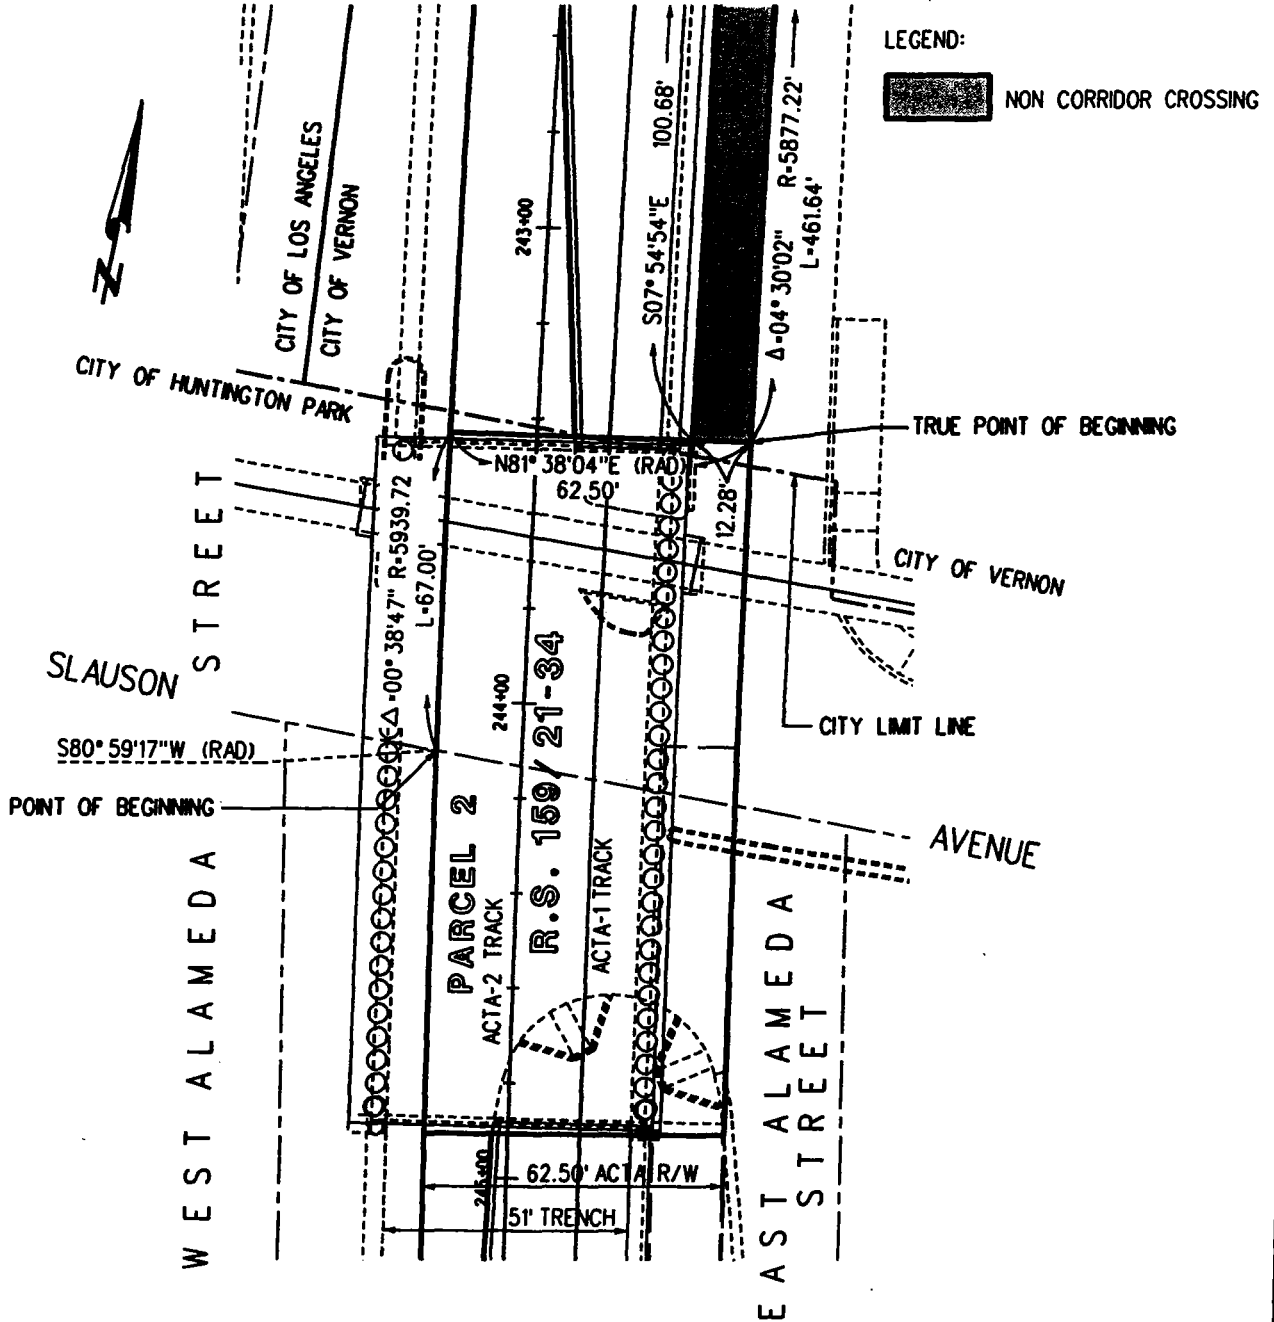 LEGEND:
NON CORRIDOR CROSSING
100.68'
S07° 54'54"E
R=5877.22'
Δ=04° 30'02"
L=461.64'
243+00
CITY OF LOS ANGELES
CITY OF VERNON
N
CITY OF HUNTINGTON PARK
TRUE POINT OF BEGINNING
N81° 38'04"E (RAD)
62.50'
12.28'
Δ=00° 38'47" R=5939.72
L=67.00'
CITY OF VERNON
SLAUSON
CITY LIMIT LINE
244+00
S80° 59'17"W (RAD)
POINT OF BEGINNING
AVENUE
PARCEL 2
R.S. 159/ 21-34
ACTA-2 TRACK
ACTA-1 TRACK
WEST ALAMEDA STREET
EAST ALAMEDA
STREET
245+00
62.50' ACTA R/W
51' TRENCH